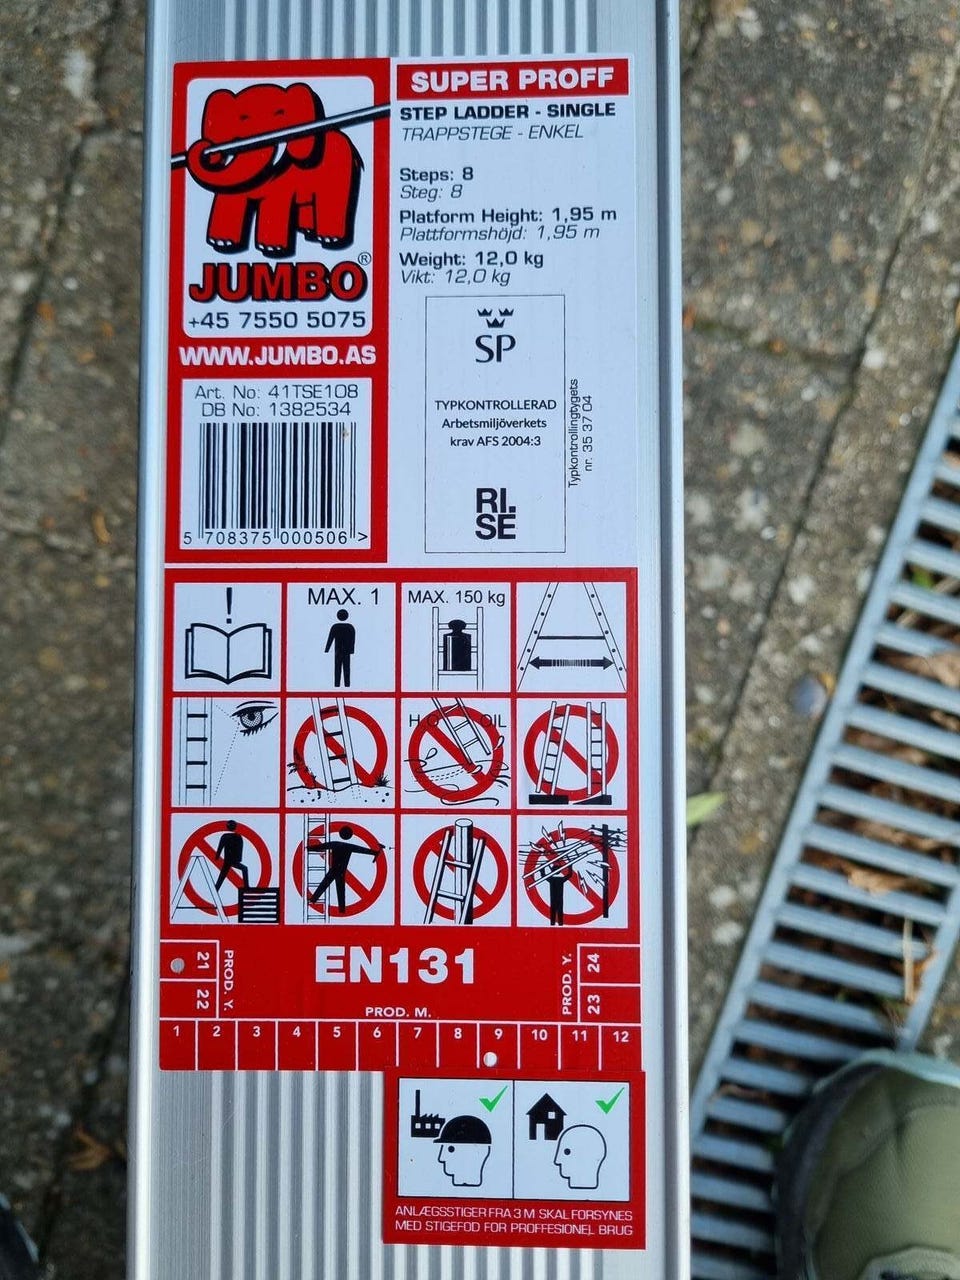 SUPER PROFF
STEP LADDER - SINGLE
TRAPPSTEGE - ENKEL
Steps: 8
Steg: 8
Platform Height: 1,95 m
Plattformshöjd: 1,95 m
Weight: 12,0 kg
Vikt: 12,0 kg
JUMBO®
+45 7550 5075
WWW.JUMBO.AS
Art. No: 41TSE108
DB No: 1382534
5 708375 000506 >
SP
TYPKONTROLLERAD
Arbetsmiljöverkets
krav AFS 2004:3
RI.
SE
Typkontrollintygets
nr. 35 37 04
!
MAX. 1
MAX. 150 kg
H2O OIL
EN131
21
22
PROD. Y.
PROD. Y.
24
23
PROD. M.
1 2 3 4 5 6 7 8 9 10 11 12
ANLÆGSSTIGER FRA 3 M SKAL FORSYNES
MED STIGEFOD FOR PROFFESIONEL BRUG